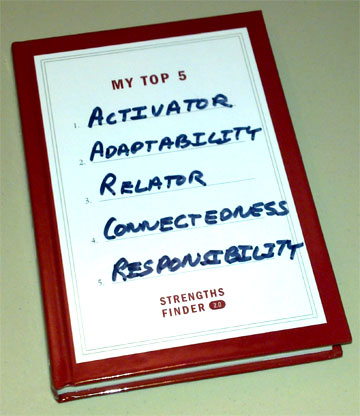 MY TOP 5
1. ACTIVATOR
2. ADAPTABILITY
3. RELATOR
4. CONNECTEDNESS
5. RESPONSIBILITY
STRENGTHS
FINDER 2.0